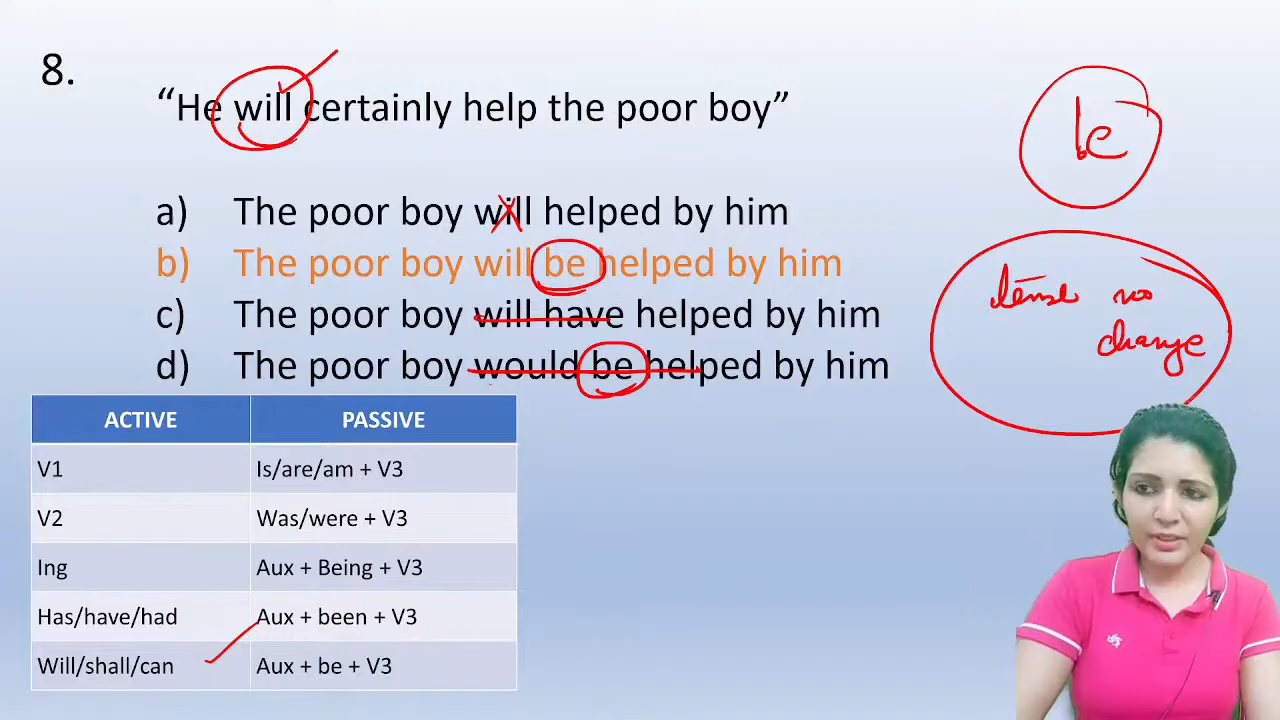 8.
“He will certainly help the poor boy”
be
a) The poor boy will helped by him
b) The poor boy will be helped by him
c) The poor boy will have helped by him
d) The poor boy would be helped by him
tense no
change
ACTIVE PASSIVE
V1 Is/are/am + V3
V2 Was/were + V3
Ing Aux + Being + V3
Has/have/had Aux + been + V3
Will/shall/can Aux + be + V3